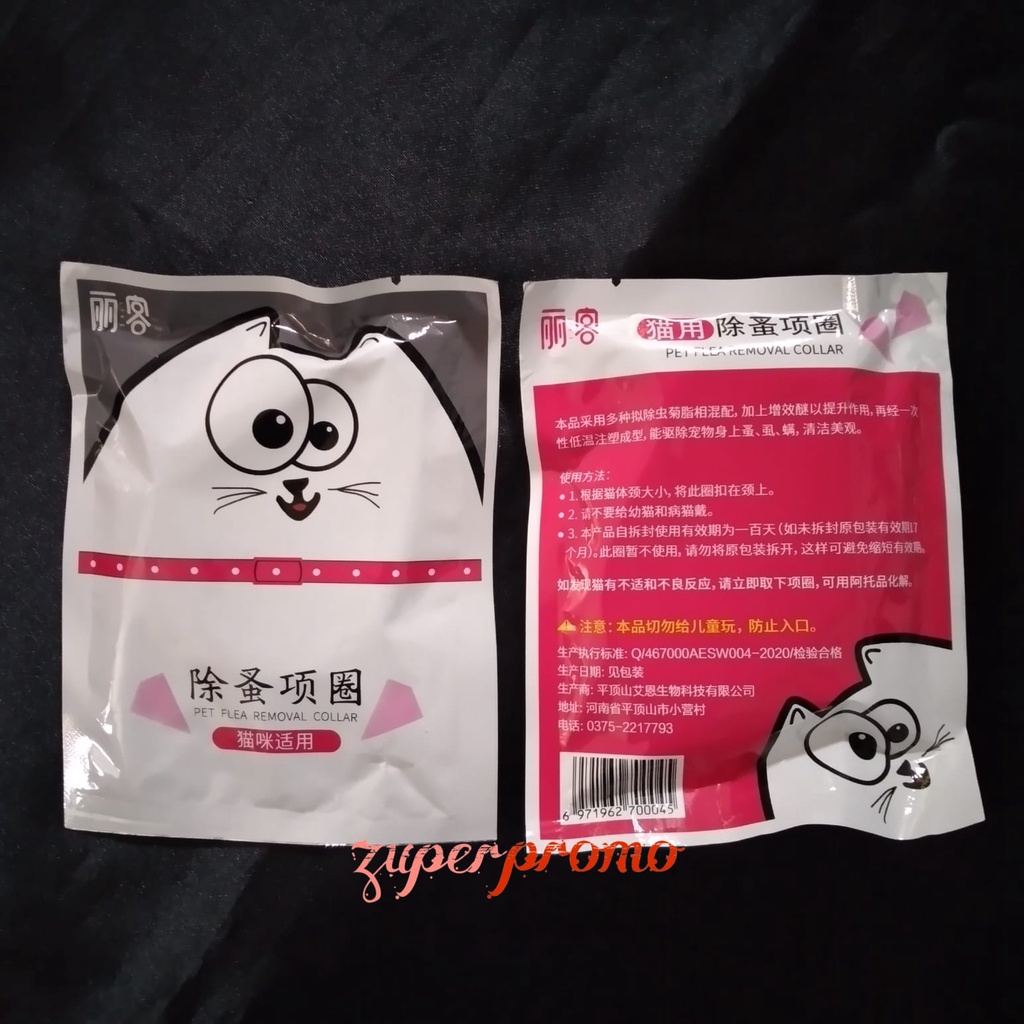 丽客
除蚤项圈
PET FLEA REMOVAL COLLAR
猫咪适用
丽客
猫用 除蚤项圈
PET FLEA REMOVAL COLLAR
本品采用多种拟除虫菊脂相混配，加上增效醚以提升作用，再经一次
性低温注塑成型，能驱除宠物身上蚤、虱、螨，清洁美观。
使用方法：
● 1. 根据猫体颈大小，将此圈扣在颈上。
● 2. 请不要给幼猫和病猫戴。
● 3. 本产品自拆封使用有效期为一百天（如未拆封原包装有效期17
个月）。此圈暂不使用，请勿将原包装拆开，这样可避免缩短有效期。
如发现猫有不适和不良反应，请立即取下项圈，可用阿托品化解。
注意：本品切勿给儿童玩，防止入口。
生产执行标准: Q/467000AESW004-2020/检验合格
生产日期: 见包装
生产商: 平顶山艾恩生物科技有限公司
地址: 河南省平顶山市小营村
电话: 0375-2217793
6 971962 700045
zuperpromo